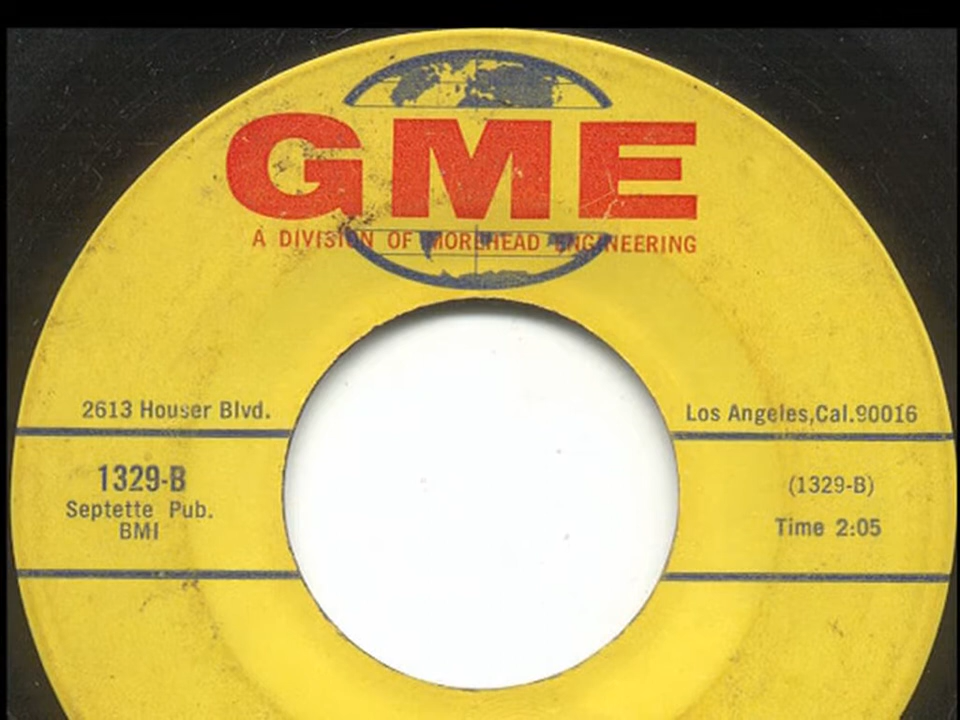 GME
A DIVISION OF MOREHEAD ENGINEERING
2613 Houser Blvd.
Los Angeles,Cal.90016
1329-B
Septette Pub.
BMI
(1329-B)
Time 2:05